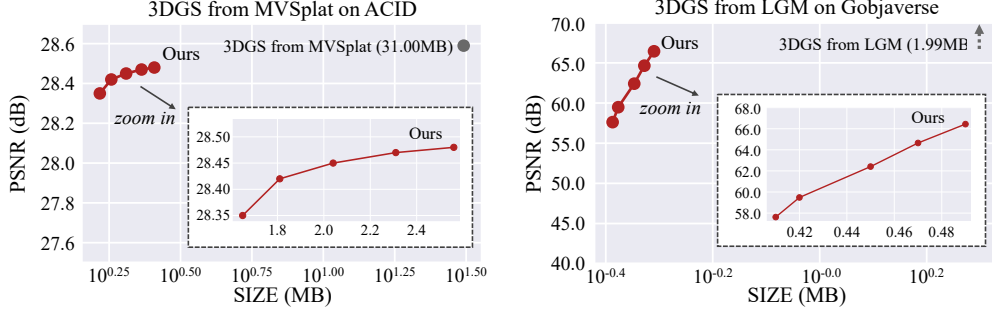 3DGS from MVSplat on ACID
28.6
28.4
28.2
28.0
27.8
27.6
PSNR (dB)
Ours
3DGS from MVSplat (31.00MB)
zoom in
Ours
28.50
28.45
28.40
28.35
1.8 2.0 2.2 2.4
10^0.25 10^0.50 10^0.75 10^1.00 10^1.25 10^1.50
SIZE (MB)
3DGS from LGM on Gobjaverse
70.0
65.0
60.0
55.0
50.0
45.0
40.0
PSNR (dB)
Ours
3DGS from LGM (1.99MB
zoom in
Ours
68.0
66.0
64.0
62.0
60.0
58.0
0.42 0.44 0.46 0.48
10^-0.4 10^-0.2 10^-0.0 10^0.2
SIZE (MB)